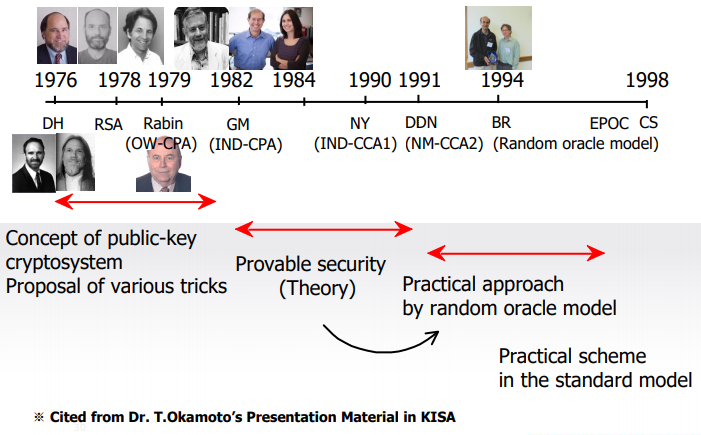 1976 1978 1979 1982 1984 1990 1991 1994 1998
DH RSA Rabin GM NY DDN BR EPOC CS
(OW-CPA) (IND-CPA) (IND-CCA1) (NM-CCA2) (Random oracle model)
Concept of public-key
cryptosystem
Proposal of various tricks
Provable security
(Theory)
Practical approach
by random oracle model
Practical scheme
in the standard model
※ Cited from Dr. T.Okamoto's Presentation Material in KISA